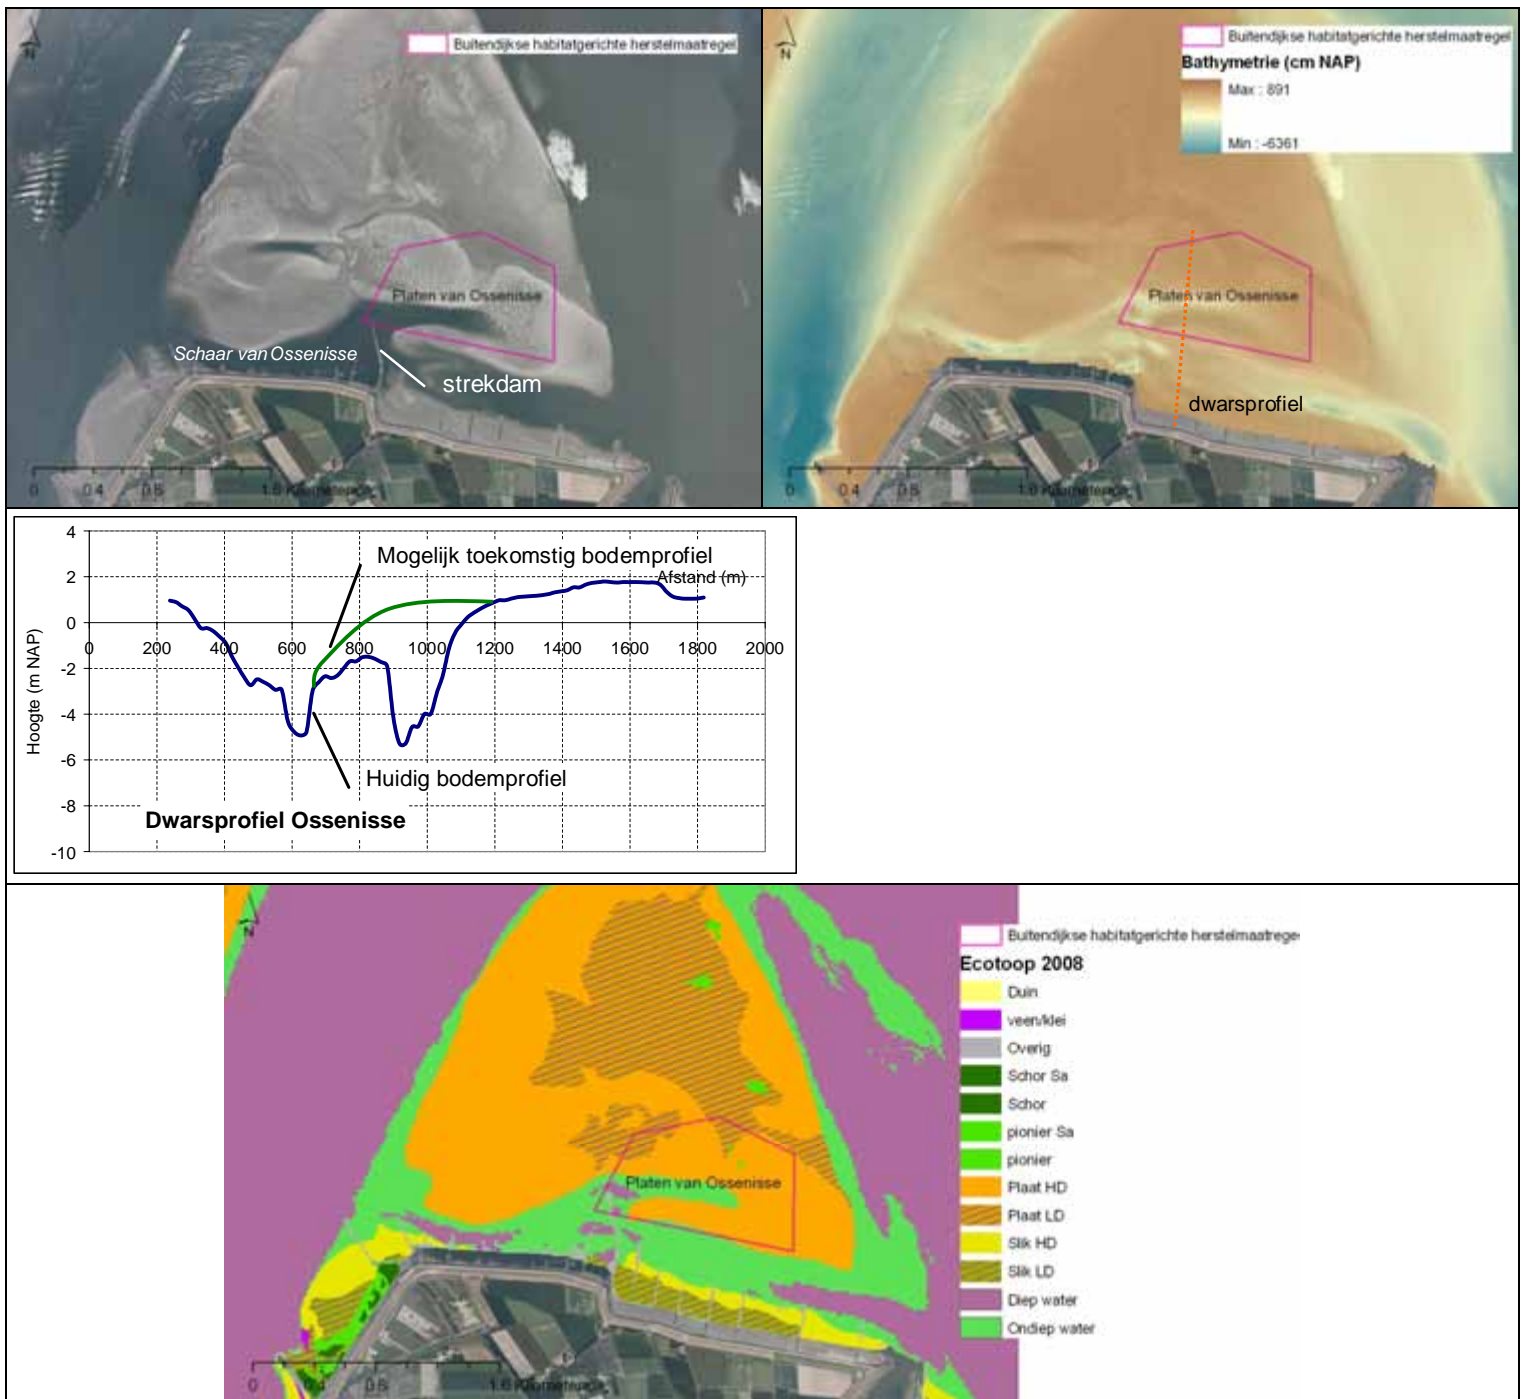 N
Buitendijkse habitatgerichte herstelmaatregel
Platen van Ossenisse
Schaar van Ossenisse
strekdam
0 0.4 0.8 1.6 Kilometers
N
Buitendijkse habitatgerichte herstelmaatregel
Bathymetrie (cm NAP)
Max : 891
Min : -6361
Platen van Ossenisse
dwarsprofiel
0 0.4 0.8 1.6 Kilometers
4
2
0
-2
-4
-6
-8
-10
Hoogte (m NAP)
Mogelijk toekomstig bodemprofiel
Afstand (m)
0 200 400 600 800 1000 1200 1400 1600 1800 2000
Huidig bodemprofiel
Dwarsprofiel Ossenisse
N
Platen van Ossenisse
0 0.4 0.8 1.6 Kilometers
Buitendijkse habitatgerichte herstelmaatrege
Ecotoop 2008
Duin
veen/klei
Overig
Schor Sa
Schor
pionier Sa
pionier
Plaat HD
Plaat LD
Slik HD
Slik LD
Diep water
Ondiep water